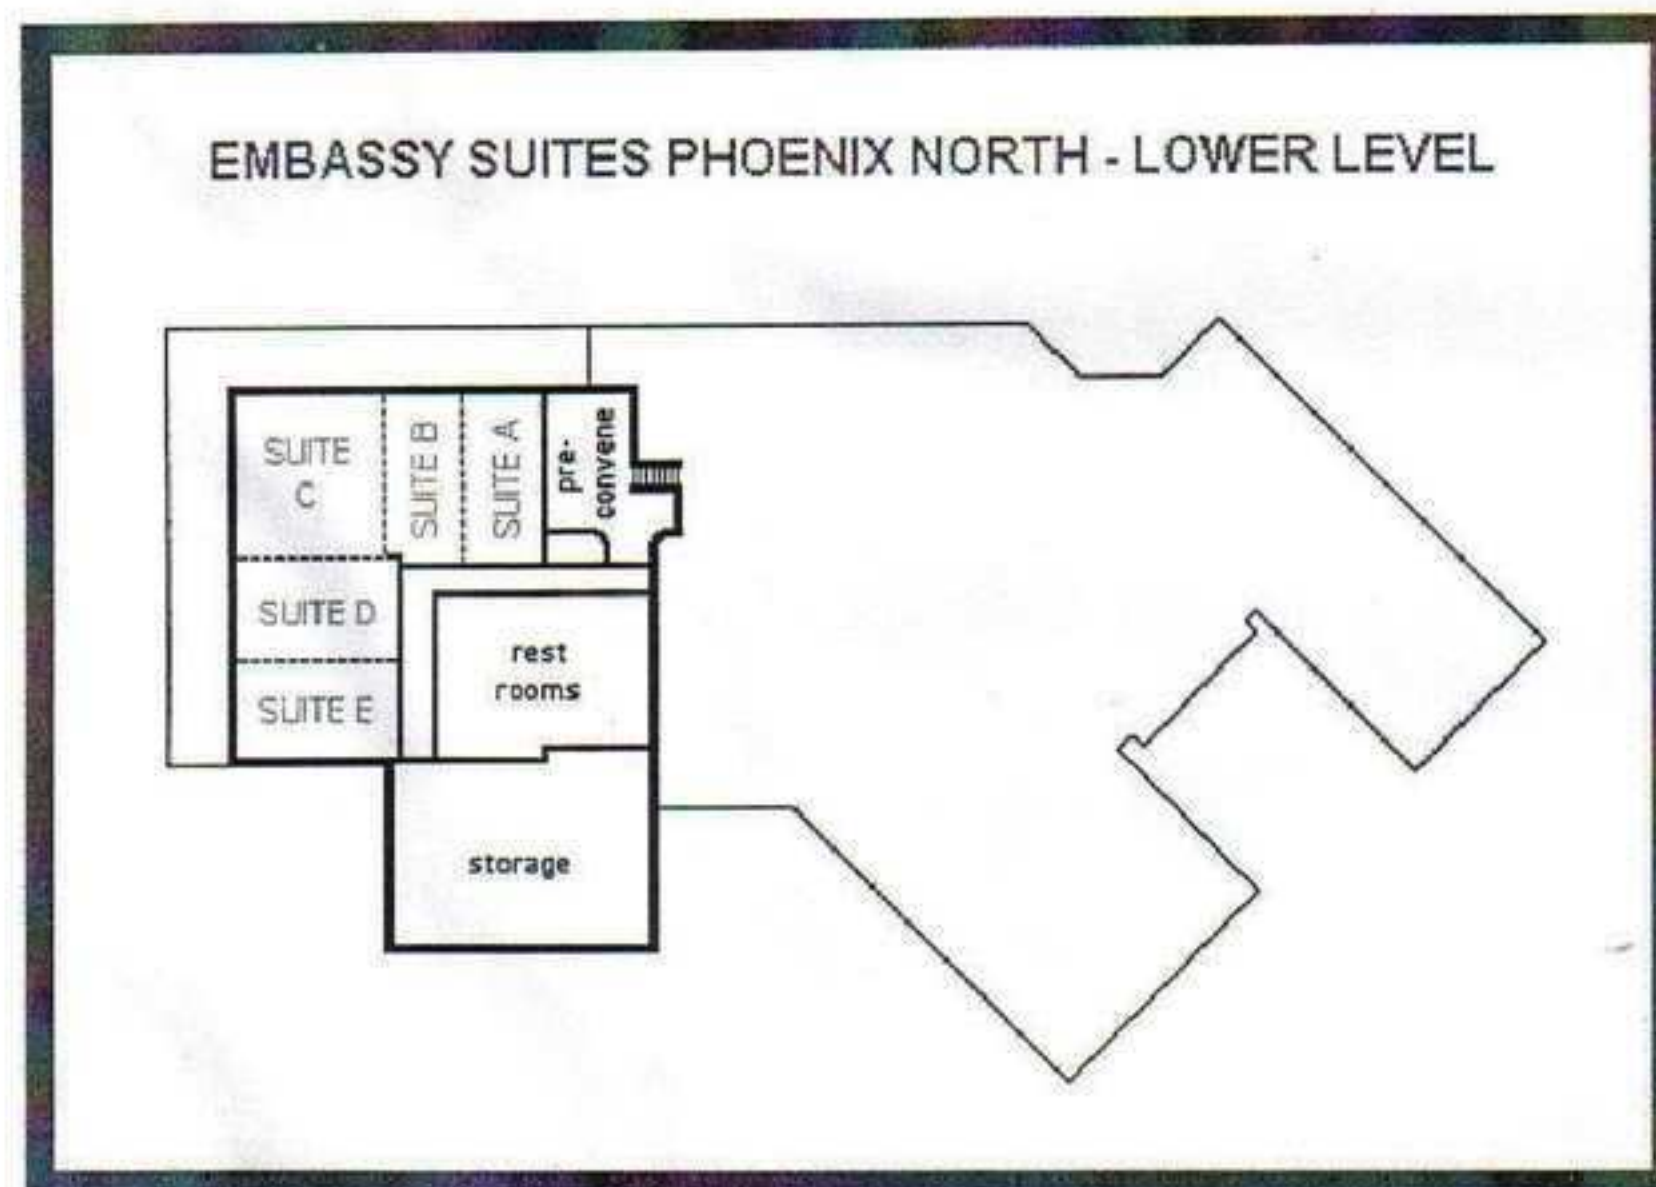 EMBASSY SUITES PHOENIX NORTH - LOWER LEVEL
SUITE
C
SUITE B
SUITE A
pre-
convene
SUITE D
SUITE E
rest
rooms
storage